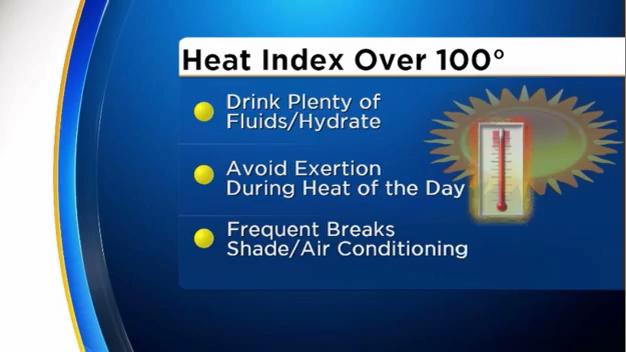 Heat Index Over 100°
Drink Plenty of
Fluids/Hydrate
Avoid Exertion
During Heat of the Day
Frequent Breaks
Shade/Air Conditioning